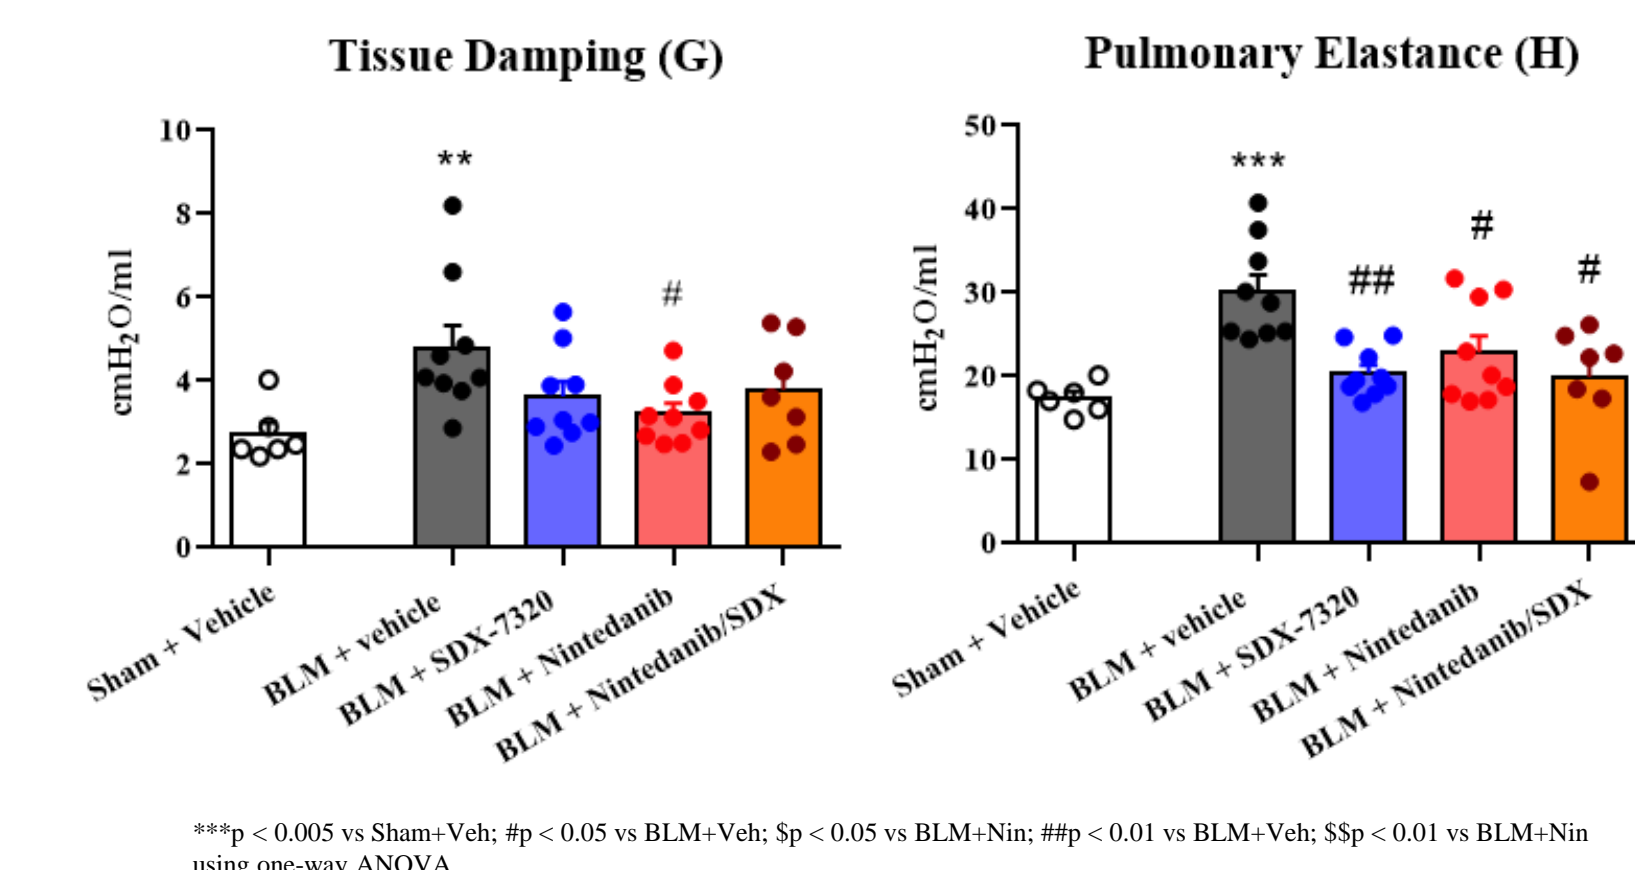 Tissue Damping (G)
10
8
6
4
2
0
cmH2O/ml
**
#
Sham + Vehicle
BLM + vehicle
BLM + SDX-7320
BLM + Nintedanib
BLM + Nintedanib/SDX
Pulmonary Elastance (H)
50
40
30
20
10
0
cmH2O/ml
***
##
#
#
Sham + Vehicle
BLM + vehicle
BLM + SDX-7320
BLM + Nintedanib
BLM + Nintedanib/SDX
***p < 0.005 vs Sham+Veh; #p < 0.05 vs BLM+Veh; $p < 0.05 vs BLM+Nin; ##p < 0.01 vs BLM+Veh; $$p < 0.01 vs BLM+Nin
using one-way ANOVA